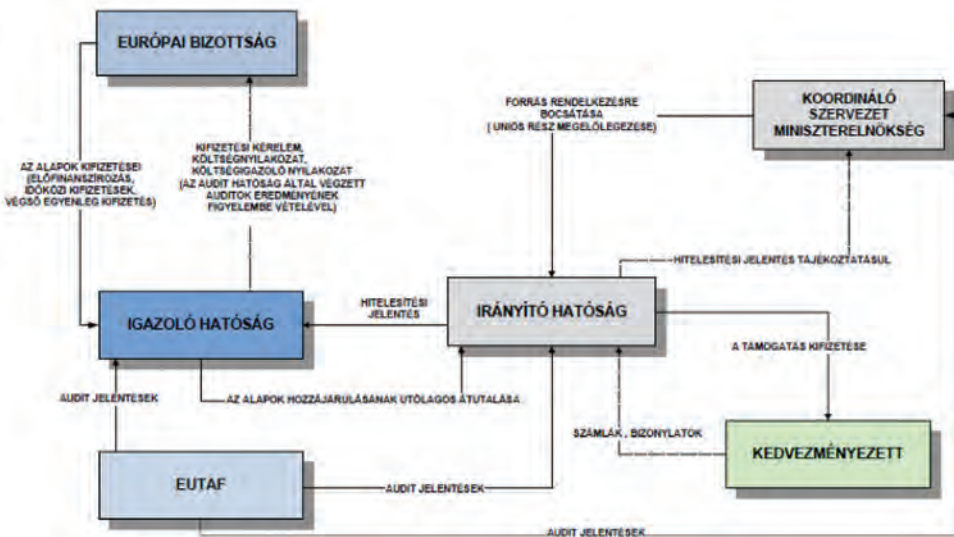 EURÓPAI BIZOTTSÁG
FORRÁS RENDELKEZÉSRE
BOCSÁTÁSA
( UNIÓS RÉSZ MEGELŐLEGEZÉSE)
KOORDINÁLÓ
SZERVEZET
MINISZTERELNÖKSÉG
AZ ALAPOK KIFIZETÉSEI
(ELŐFINANSZÍROZÁS,
IDŐKÖZI KIFIZETÉSEK,
VÉGSŐ EGYENLEG KIFIZETÉS)
KIFIZETÉSI KÉRELEM,
KÖLTSÉGNYILAKOZAT,
KÖLTSÉGIGAZOLÓ NYILAKOZAT
(AZ AUDIT HATÓSÁG ÁLTAL VÉGZETT
AUDITOK EREDMÉNYÉNEK
FIGYELEMBE VÉTELÉVEL)
HITELESÍTÉSI JELENTÉS TÁJÉKOZTATÁSUL
IGAZOLÓ HATÓSÁG
HITELESÍTÉSI
JELENTÉS
IRÁNYÍTÓ HATÓSÁG
A TÁMOGATÁS KIFIZETÉSE
AUDIT JELENTÉSEK
AZ ALAPOK HOZZÁJÁRULÁSÁNAK UTÓLAGOS ÁTUTALÁSA
SZÁMLÁK , BIZONYLATOK
KEDVEZMÉNYEZETT
EUTAF
AUDIT JELENTÉSEK
AUDIT JELENTÉSEK